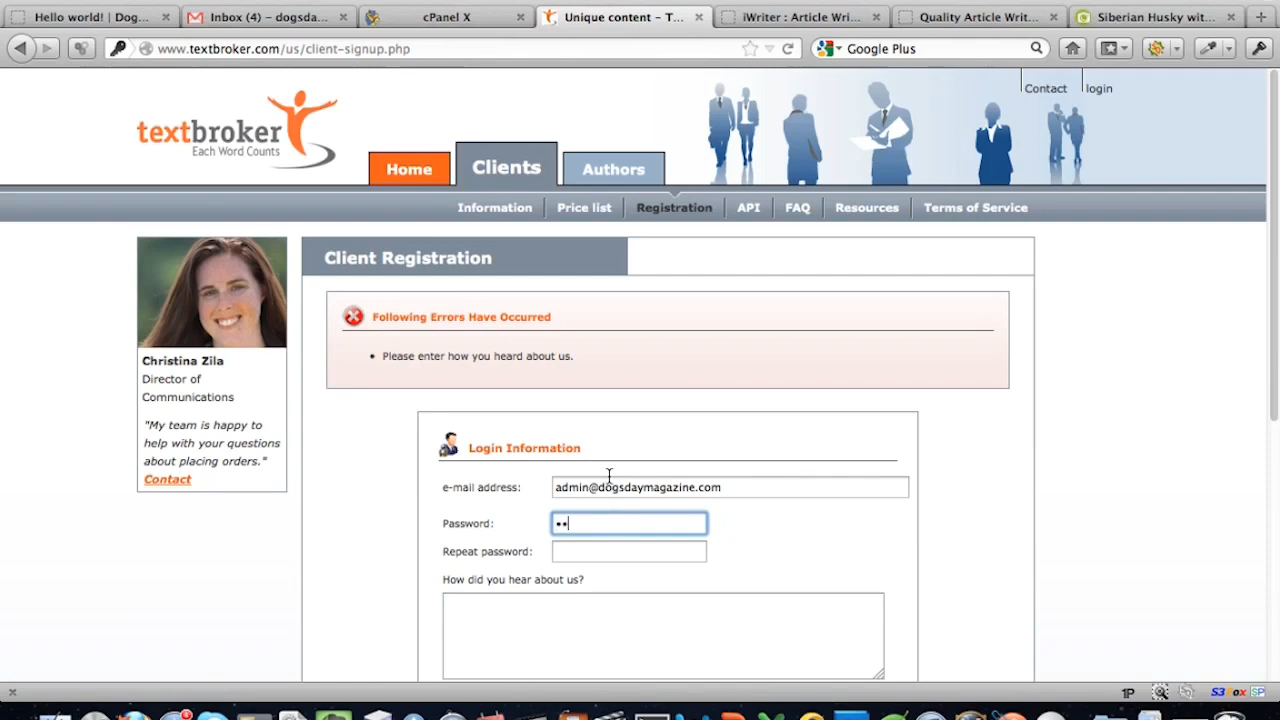 Hello world! | Dog...
Inbox (4) – dogsda...
cPanel X
Unique content – T...
iWriter : Article Wri...
Quality Article Writ...
Siberian Husky wit...
www.textbroker.com/us/client-signup.php
Google Plus
Contact
login
textbroker
Each Word Counts
Home
Clients
Authors
Information
Price list
Registration
API
FAQ
Resources
Terms of Service
Christina Zila
Director of
Communications
"My team is happy to
help with your questions
about placing orders."
Contact
Client Registration
Following Errors Have Occurred
• Please enter how you heard about us.
Login Information
e-mail address:
admin@dogsdaymagazine.com
Password:
••
Repeat password:
How did you hear about us?
1P
S3Fox
SP